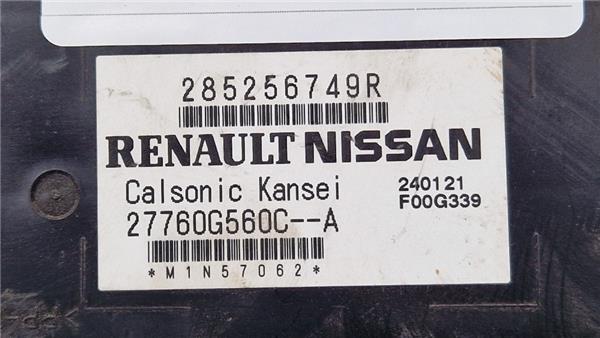 285256749R
RENAULT NISSAN
Calsonic Kansei 240121
27760G560C--A F00G339
*M1N57062*